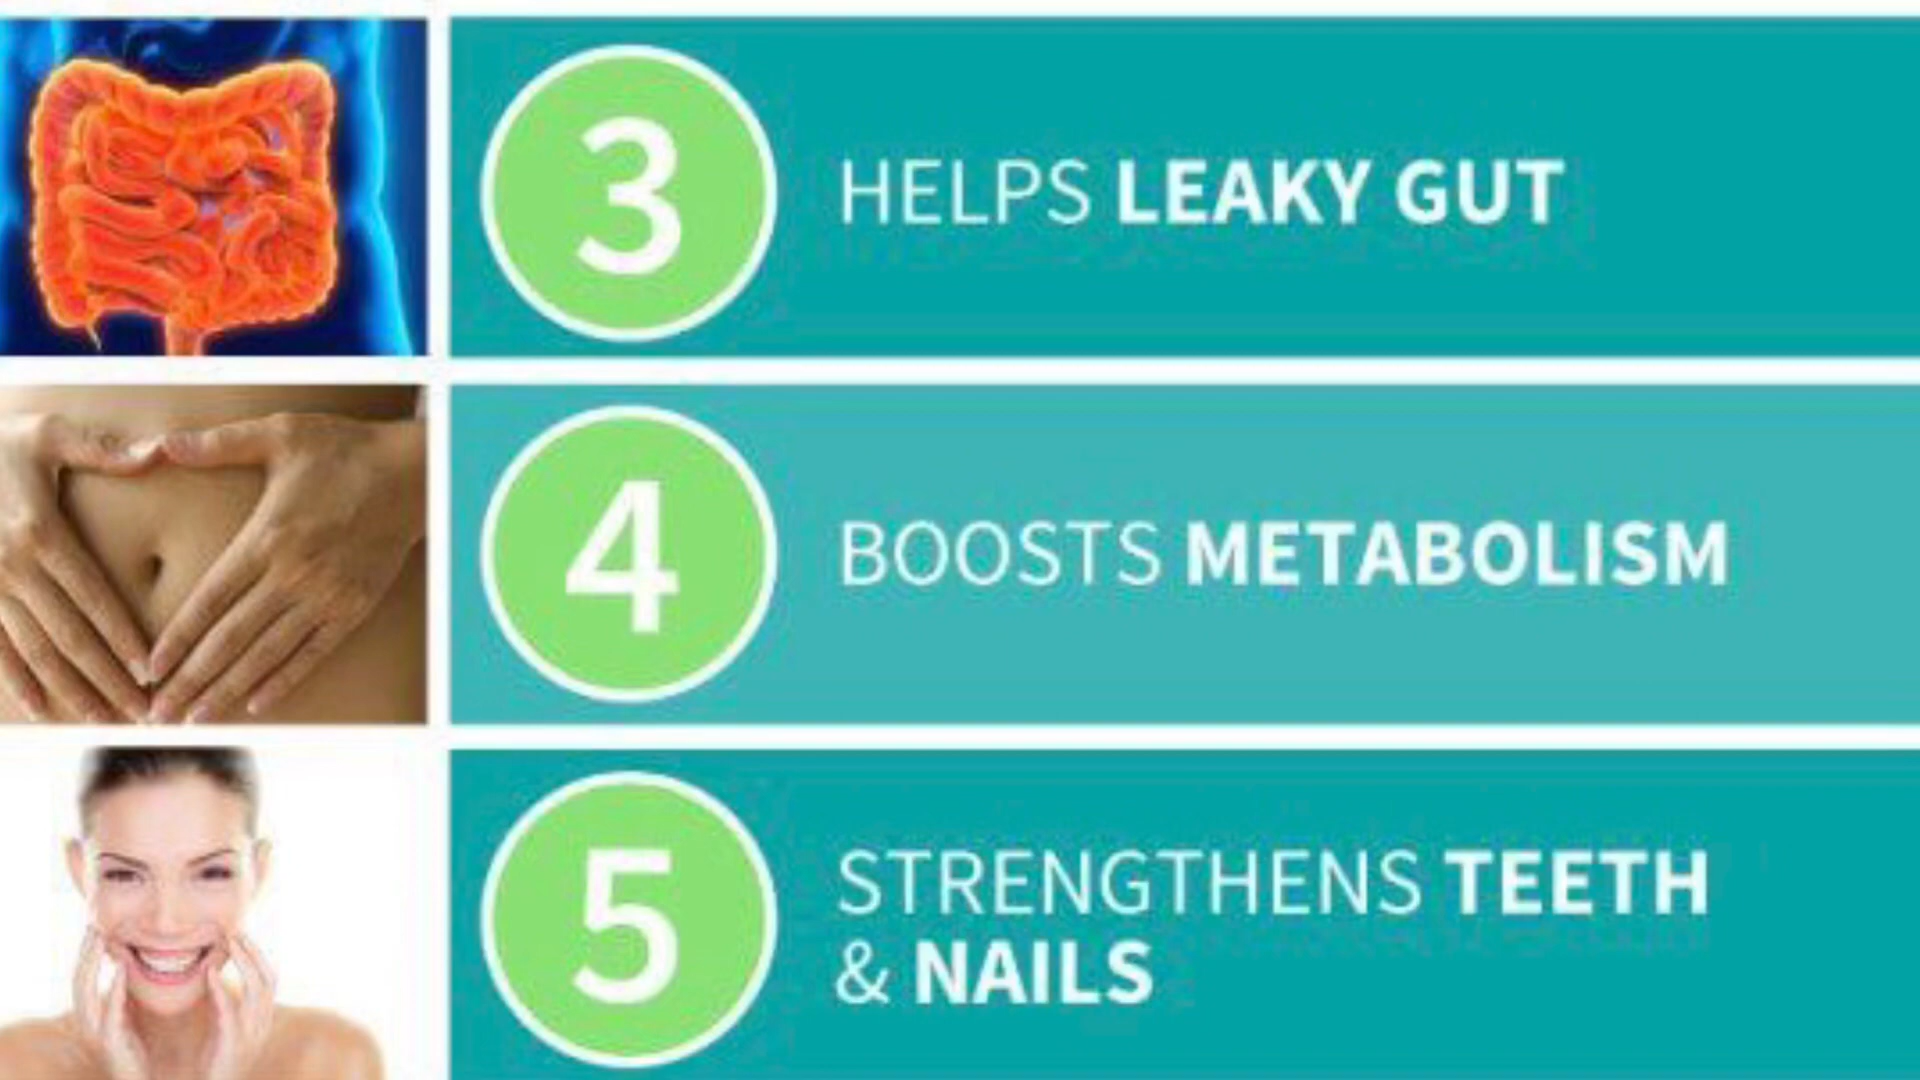 3
HELPS LEAKY GUT
4
BOOSTS METABOLISM
5
STRENGTHENS TEETH
& NAILS